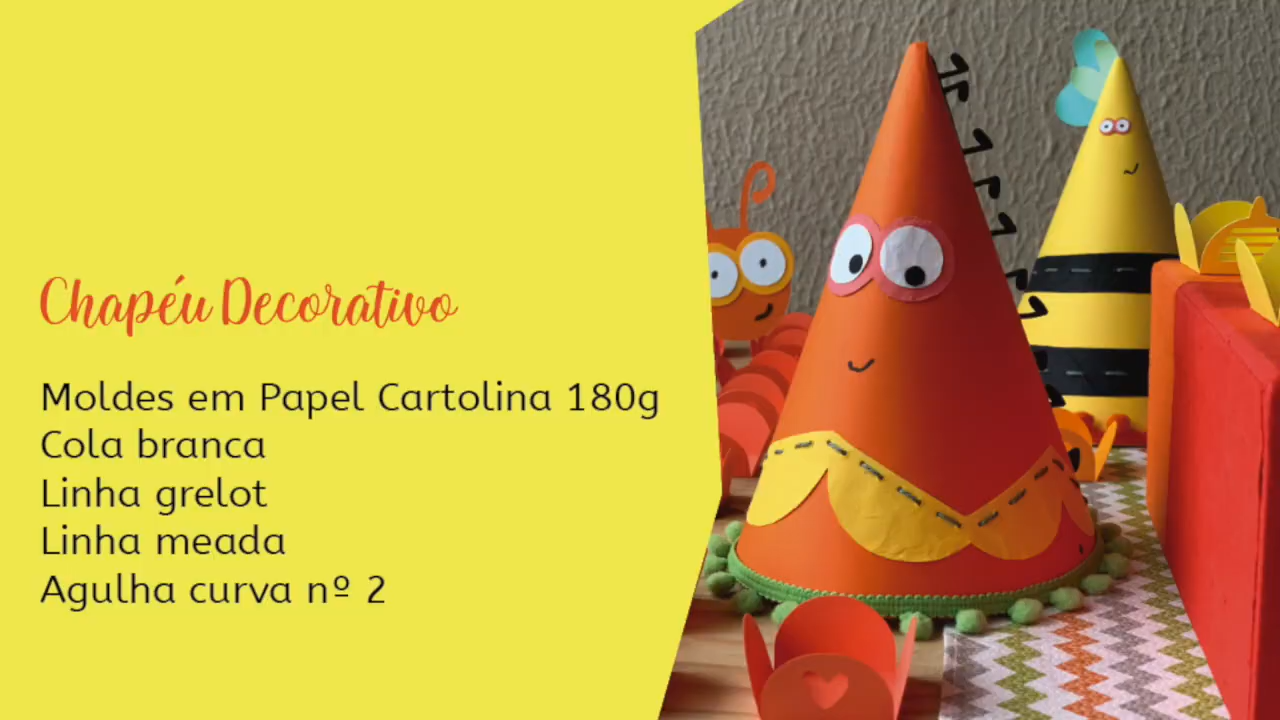 Chapéu Decorativo
Moldes em Papel Cartolina 180g
Cola branca
Linha grelot
Linha meada
Agulha curva nº 2